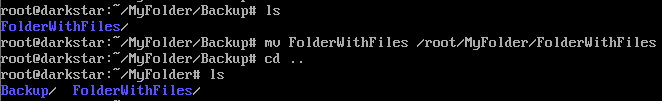 root@darkstar:~/MyFolder/Backup# ls
FolderWithFiles/
root@darkstar:~/MyFolder/Backup# mv FolderWithFiles /root/MyFolder/FolderWithFiles
root@darkstar:~/MyFolder/Backup# cd ..
root@darkstar:~/MyFolder# ls
Backup/  FolderWithFiles/